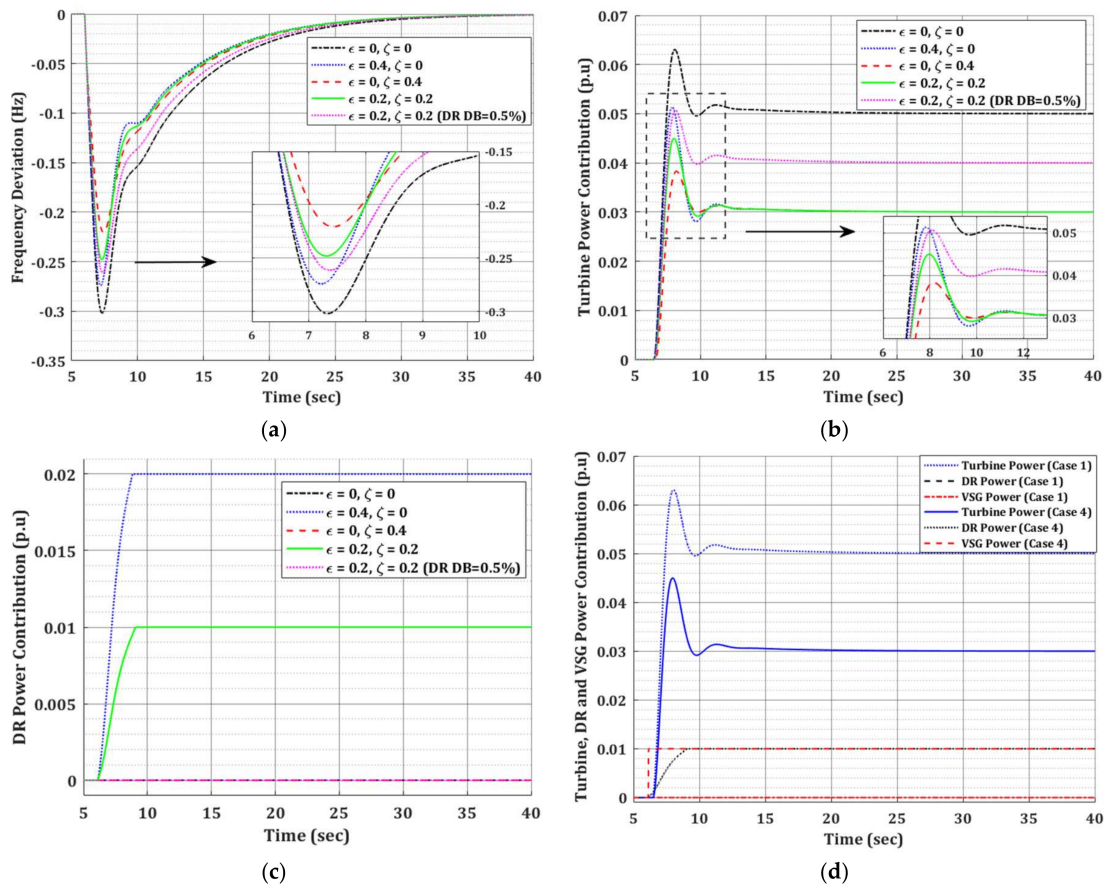 0
-0.05
-0.1
-0.15
-0.2
-0.25
-0.3
-0.35
Frequency Deviation (Hz)
ϵ = 0, ζ = 0
ϵ = 0.4, ζ = 0
ϵ = 0, ζ = 0.4
ϵ = 0.2, ζ = 0.2
ϵ = 0.2, ζ = 0.2 (DR DB=0.5%)
-0.15
-0.2
-0.25
-0.3
6 7 8 9 10
5 10 15 20 25 30 35 40
Time (sec)
(a)
0.07
0.06
0.05
0.04
0.03
0.02
0.01
0
Turbine Power Contribution (p.u)
ϵ = 0, ζ = 0
ϵ = 0.4, ζ = 0
ϵ = 0, ζ = 0.4
ϵ = 0.2, ζ = 0.2
ϵ = 0.2, ζ = 0.2 (DR DB=0.5%)
0.05
0.04
0.03
6 8 10 12
5 10 15 20 25 30 35 40
Time (sec)
(b)
0.02
0.015
0.01
0.005
0
DR Power Contribution (p.u)
ϵ = 0, ζ = 0
ϵ = 0.4, ζ = 0
ϵ = 0, ζ = 0.4
ϵ = 0.2, ζ = 0.2
ϵ = 0.2, ζ = 0.2 (DR DB=0.5%)
5 10 15 20 25 30 35 40
Time (sec)
(c)
0.07
0.06
0.05
0.04
0.03
0.02
0.01
0
Turbine, DR and VSG Power Contribution (p.u)
Turbine Power (Case 1)
DR Power (Case 1)
VSG Power (Case 1)
Turbine Power (Case 4)
DR Power (Case 4)
VSG Power (Case 4)
5 10 15 20 25 30 35 40
Time (sec)
(d)